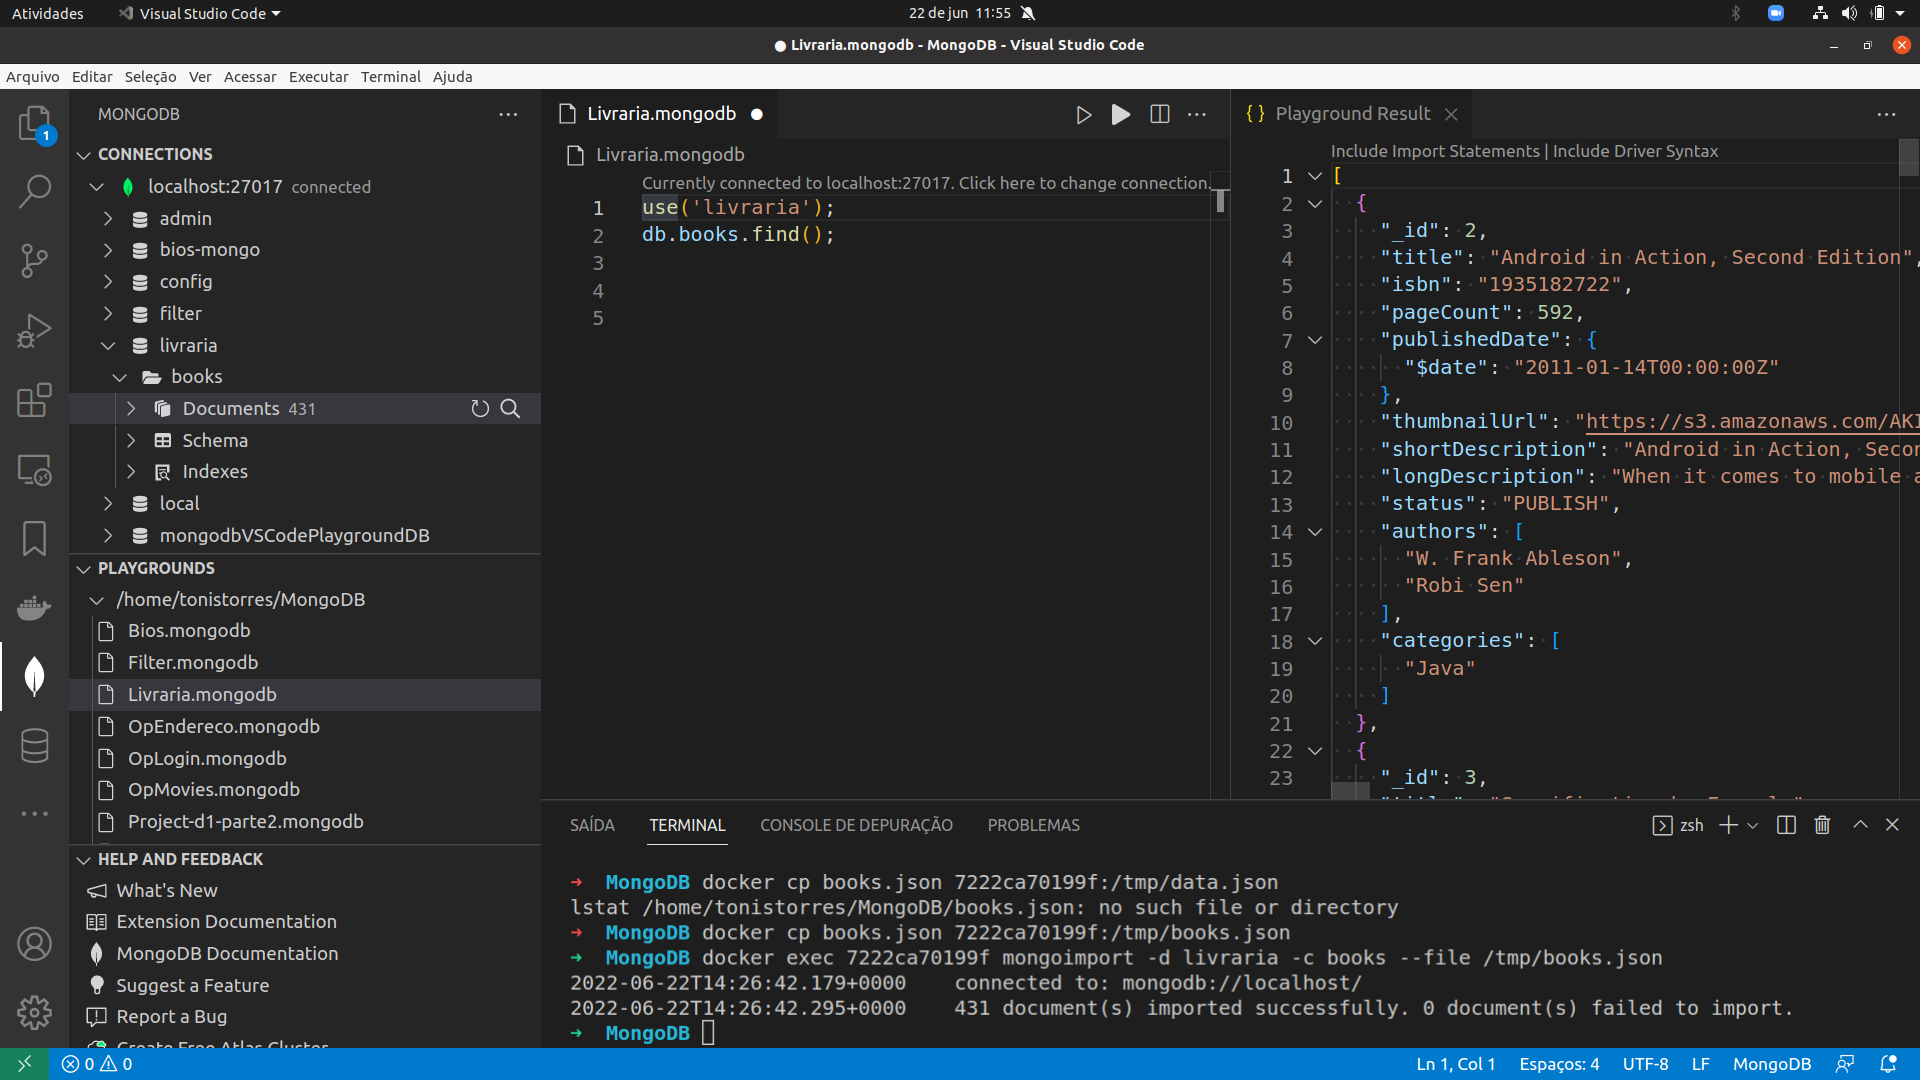 Atividades
Visual Studio Code
22 de jun 11:55
Livraria.mongodb - MongoDB - Visual Studio Code
Arquivo Editar Seleção Ver Acessar Executar Terminal Ajuda
1
MONGODB
CONNECTIONS
localhost:27017 connected
admin
bios-mongo
config
filter
livraria
books
Documents 431
Schema
Indexes
local
mongodbVSCodePlaygroundDB
PLAYGROUNDS
/home/tonistorres/MongoDB
Bios.mongodb
Filter.mongodb
Livraria.mongodb
OpEndereco.mongodb
OpLogin.mongodb
OpMovies.mongodb
Project-d1-parte2.mongodb
HELP AND FEEDBACK
What's New
Extension Documentation
MongoDB Documentation
Suggest a Feature
Report a Bug
Create Free Atlas Cluster
Livraria.mongodb
Livraria.mongodb
Currently connected to localhost:27017. Click here to change connection.
1 use('livraria');
2 db.books.find();
3
4
5
{ } Playground Result
Include Import Statements | Include Driver Syntax
1 [
2 {
3 "_id": 2,
4 "title": "Android in Action, Second Edition",
5 "isbn": "1935182722",
6 "pageCount": 592,
7 "publishedDate": {
8 "$date": "2011-01-14T00:00:00Z"
9 },
10 "thumbnailUrl": "https://s3.amazonaws.com/AKI
11 "shortDescription": "Android in Action, Secon
12 "longDescription": "When it comes to mobile a
13 "status": "PUBLISH",
14 "authors": [
15 "W. Frank Ableson",
16 "Robi Sen"
17 ],
18 "categories": [
19 "Java"
20 ]
21 },
22 {
23 "_id": 3,
SAÍDA TERMINAL CONSOLE DE DEPURAÇÃO PROBLEMAS
zsh
➜ MongoDB docker cp books.json 7222ca70199f:/tmp/data.json
lstat /home/tonistorres/MongoDB/books.json: no such file or directory
➜ MongoDB docker cp books.json 7222ca70199f:/tmp/books.json
➜ MongoDB docker exec 7222ca70199f mongoimport -d livraria -c books --file /tmp/books.json
2022-06-22T14:26:42.179+0000 connected to: mongodb://localhost/
2022-06-22T14:26:42.295+0000 431 document(s) imported successfully. 0 document(s) failed to import.
➜ MongoDB
0 0
Ln 1, Col 1 Espaços: 4 UTF-8 LF MongoDB